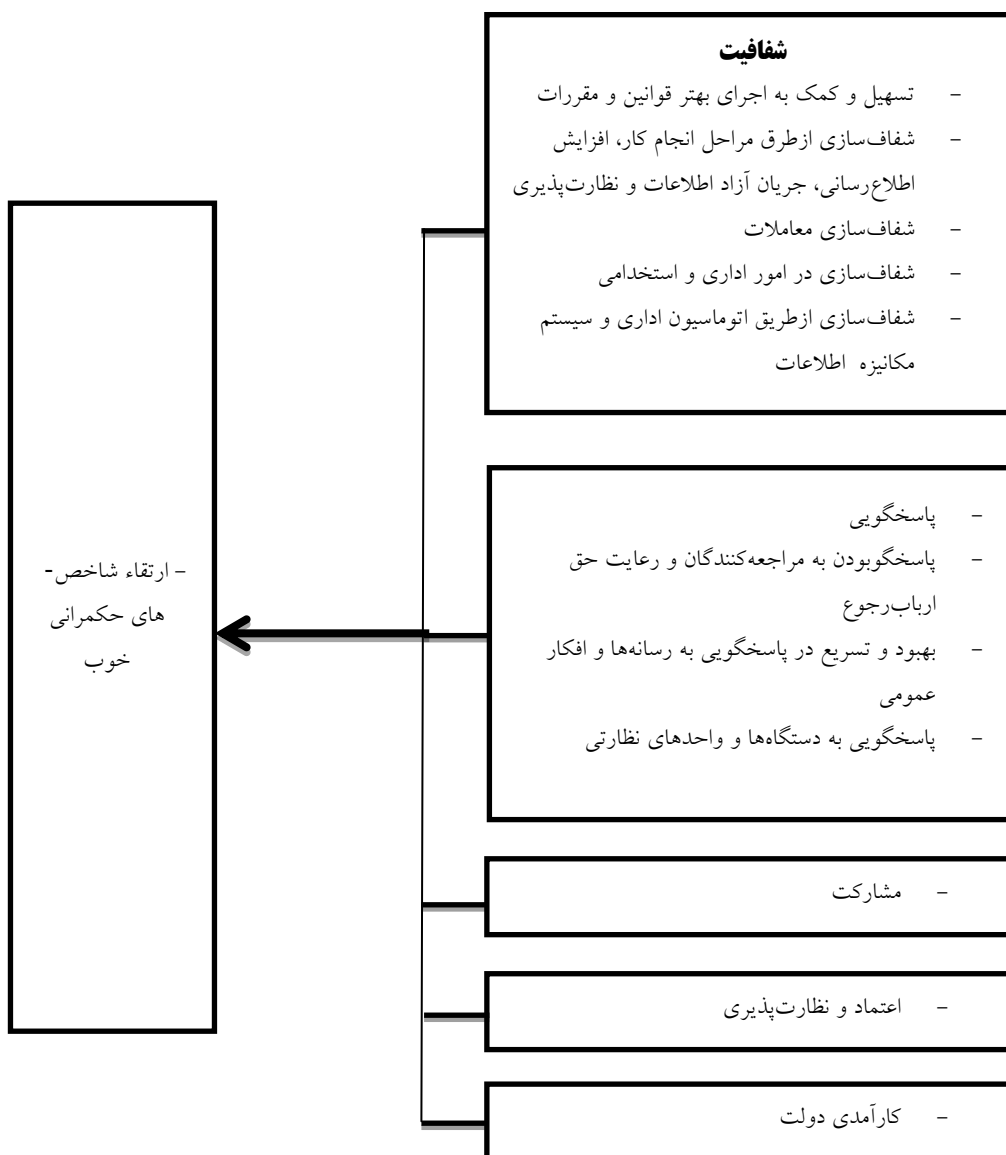 شفافیت
- تسهیل و کمک به اجرای بهتر قوانین و مقررات
- شفاف‌سازی ازطرق مراحل انجام کار، افزایش
اطلاع‌رسانی، جریان آزاد اطلاعات و نظارت‌پذیری
- شفاف‌سازی معاملات
- شفاف‌سازی در امور اداری و استخدامی
- شفاف‌سازی ازطریق اتوماسیون اداری و سیستم
مکانیزه اطلاعات
- پاسخگویی
- پاسخگوبودن به مراجعه‌کنندگان و رعایت حق
ارباب‌رجوع
- بهبود و تسریع در پاسخگویی به رسانه‌ها و افکار
عمومی
- پاسخگویی به دستگاه‌ها و واحدهای نظارتی
- مشارکت
- اعتماد و نظارت‌پذیری
- کارآمدی دولت
- ارتقاء شاخص-
های حکمرانی
خوب